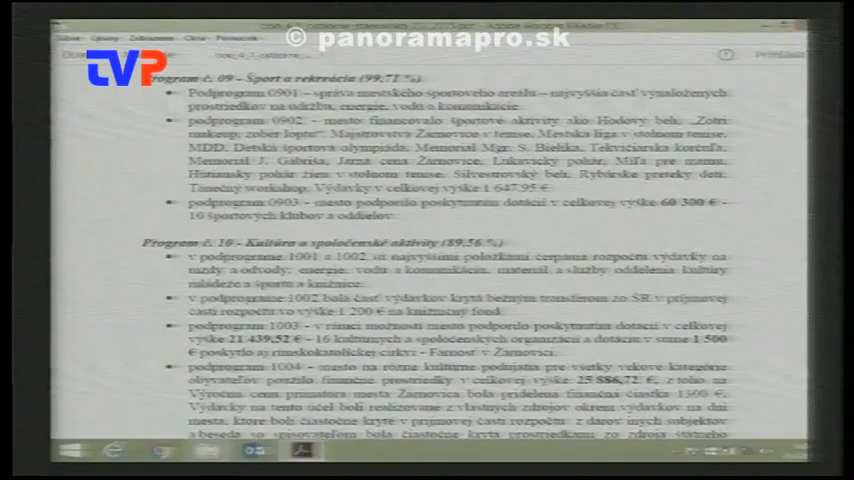 © panoramapro.sk
TVP
Program č. 09 - Šport a rekreácia (99,71 %)
Podprogram 0901 – správa mestského športového areálu – najvyššia časť vynaložených
prostriedkov na údržbu, energie, vodu a komunikácie
podprogram 0902 - mesto financovalo športové aktivity ako Hodový beh, „Zotri
makeup, zober loptu“, Majstrovstvá Žarnovice v tenise, Mestská liga v stolnom tenise,
MDD, Detská športová olympiáda, Memoriál Mgr. S. Bielika, Tekvičiarska korčuľa,
Memoriál J. Gábriša, Jarná cena Žarnovice, Lukavický pohár, Míľa pre mamu,
pohár žien v stolnom tenise, Silvestrovský beh, Rybárske preteky detí,
Tanečný workshop. Výdavky v celkovej výške 1 647,95 €
podprogram 0903 - mesto podporilo poskytnutím dotácií v celkovej výške 60 300 € -
10 športových klubov a oddielov
Program č. 10 - Kultúra a spoločenské aktivity (89,56 %)
v podprograme 1001 a 1002 sú najvyššími položkami čerpania rozpočtu výdavky na
mzdy a odvody, energie, vodu a komunikácie, materiál a služby oddelenia kultúry
mládeže a športu a knižnice.
v podprograme 1002 bola časť výdavkov krytá bežným transferom zo ŠR v príjmovej
časti rozpočtu vo výške 1 200 € na knižničný fond.
podprogram 1003 - v rámci možností mesto podporilo poskytnutím dotácií v celkovej
výške 21 439,52 € - 16 kultúrnych a spoločenských organizácií a dotáciu v sume 1 500
€ poskytlo aj rímskokatolíckej cirkvi - Farnosť v Žarnovici.
podprogram 1004 - mesto na rôzne kultúrne podujatia pre všetky vekové kategórie
obyvateľov použilo finančné prostriedky v celkovej výške 25 886,72 €, z toho na
Výročná cena primátora mesta Žarnovica bola pridelená finančná čiastka 1300 €.
Výdavky na tento účel boli realizované z vlastných zdrojov okrem výdavkov na dni
mesta, ktoré boli čiastočne kryté v príjmovej časti rozpočtu z darov iných subjektov
a beseda so spisovateľom bola čiastočne krytá prostriedkami zo zdroja štátneho